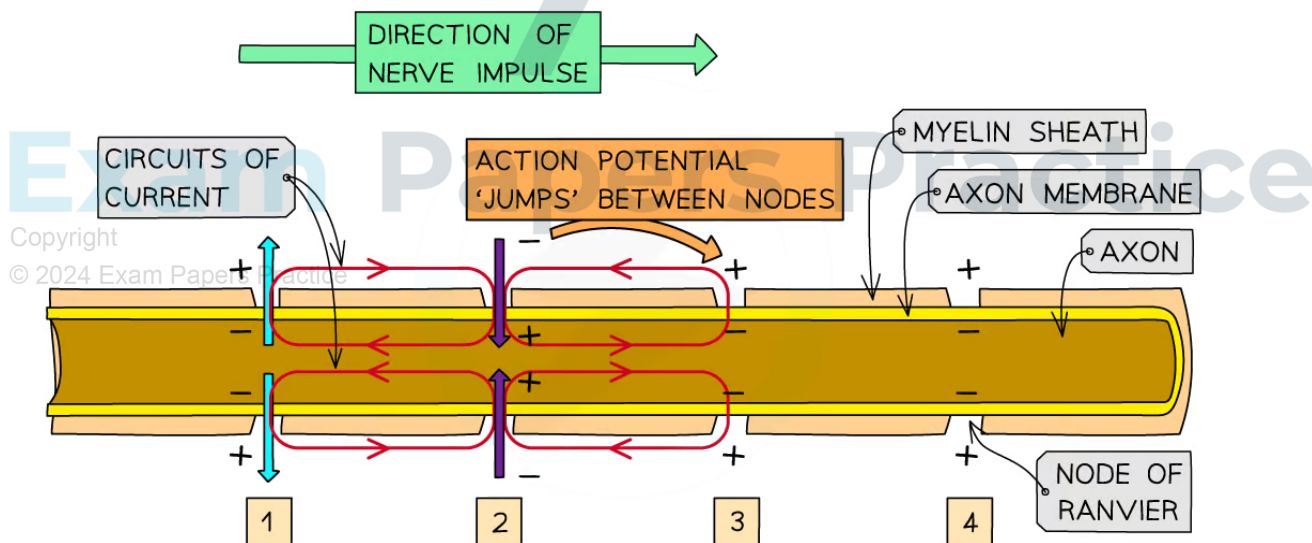 DIRECTION OF
NERVE IMPULSE
Exam Papers Practice
MYELIN SHEATH
CIRCUITS OF
CURRENT
ACTION POTENTIAL
'JUMPS' BETWEEN NODES
AXON MEMBRANE
Copyright
© 2024 Exam Papers Practice
AXON
+ − + +
− + − −
− + − −
+ − + +
NODE OF
RANVIER
1 2 3 4